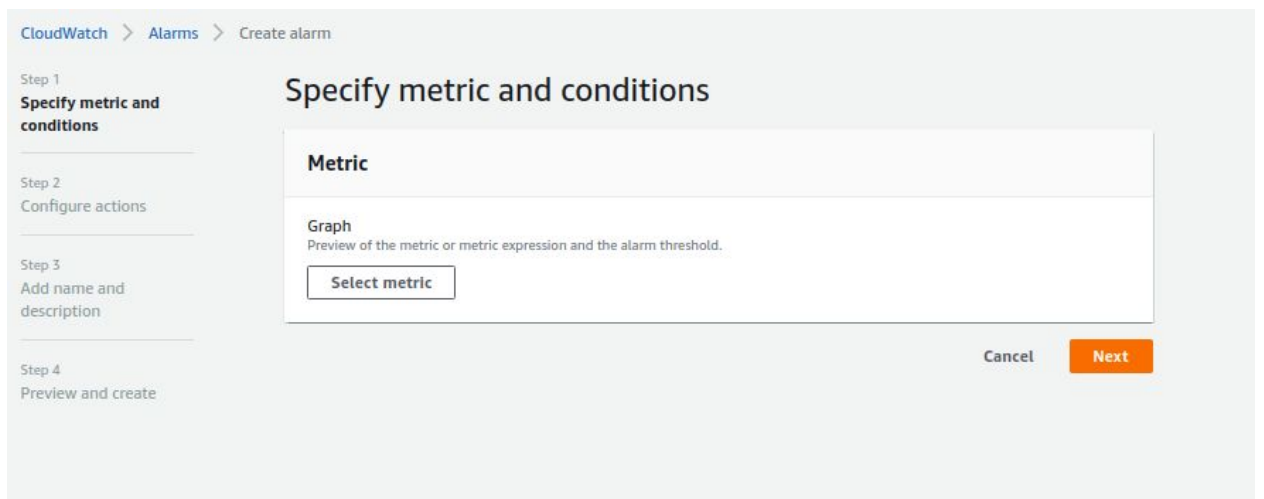 CloudWatch > Alarms > Create alarm
Step 1
Specify metric and
conditions
Step 2
Configure actions
Step 3
Add name and
description
Step 4
Preview and create
Specify metric and conditions
Metric
Graph
Preview of the metric or metric expression and the alarm threshold.
Select metric
Cancel Next